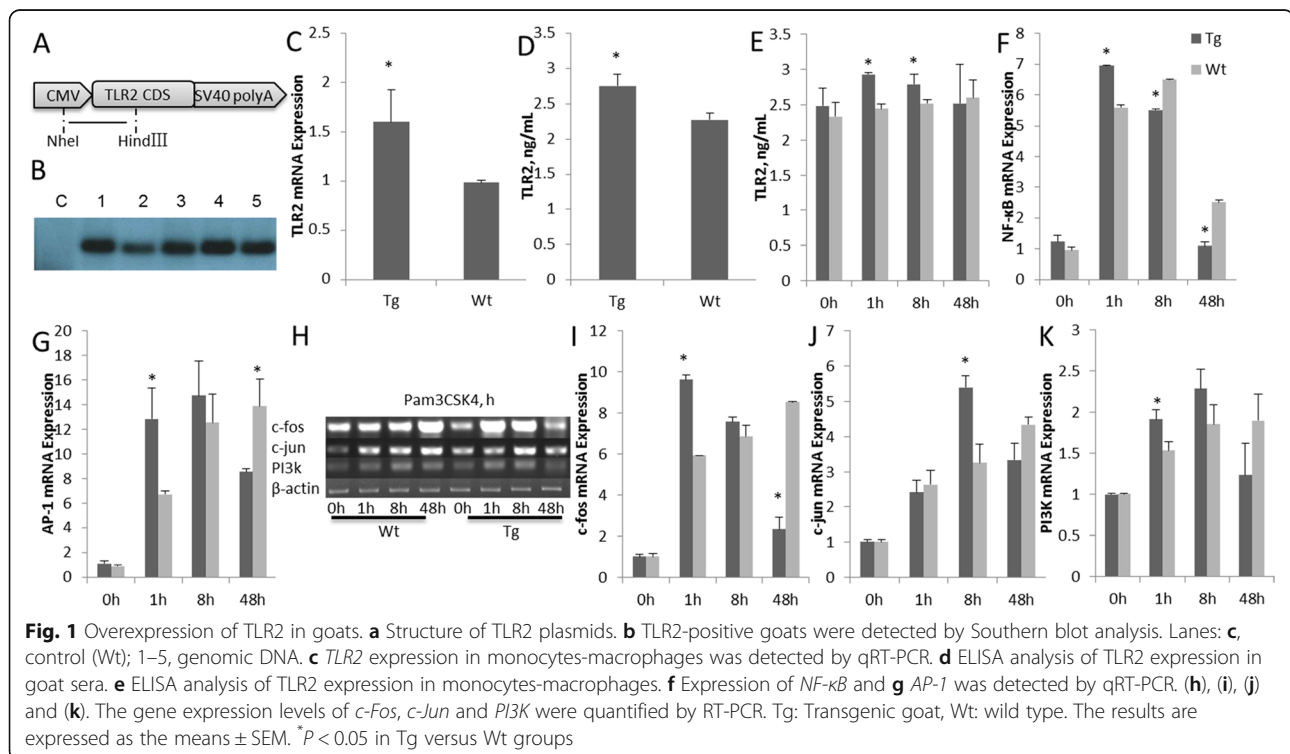 A
CMV
TLR2 CDS
SV40 polyA
NheI
HindIII
B
C 1 2 3 4 5
C
TLR2 mRNA Expression
2.5
2
1.5
1
0.5
0
*
Tg Wt
D
TLR2, ng/mL
3.5
3
2.5
2
1.5
1
0.5
0
*
Tg Wt
E
TLR2, ng/mL
3.5
3
2.5
2
1.5
1
0.5
0
* *
0h 1h 8h 48h
F
NF-κB mRNA Expression
8
7
6
5
4
3
2
1
0
* * *
Tg
Wt
0h 1h 8h 48h
G
AP-1 mRNA Expression
20
18
16
14
12
10
8
6
4
2
0
* *
0h 1h 8h 48h
H
Pam3CSK4, h
c-fos
c-jun
PI3k
β-actin
0h 1h 8h 48h 0h 1h 8h 48h
Wt Tg
I
c-fos mRNA Expression
12
10
8
6
4
2
0
* *
0h 1h 8h 48h
J
c-jun mRNA Expression
7
6
5
4
3
2
1
0
*
0h 1h 8h 48h
K
PI3K mRNA Expression
3
2.5
2
1.5
1
0.5
0
*
0h 1h 8h 48h
Fig. 1 Overexpression of TLR2 in goats. a Structure of TLR2 plasmids. b TLR2-positive goats were detected by Southern blot analysis. Lanes: c,
control (Wt); 1–5, genomic DNA. c TLR2 expression in monocytes-macrophages was detected by qRT-PCR. d ELISA analysis of TLR2 expression in
goat sera. e ELISA analysis of TLR2 expression in monocytes-macrophages. f Expression of NF-κB and g AP-1 was detected by qRT-PCR. (h), (i), (j)
and (k). The gene expression levels of c-Fos, c-Jun and PI3K were quantified by RT-PCR. Tg: Transgenic goat, Wt: wild type. The results are
expressed as the means ± SEM. *P < 0.05 in Tg versus Wt groups